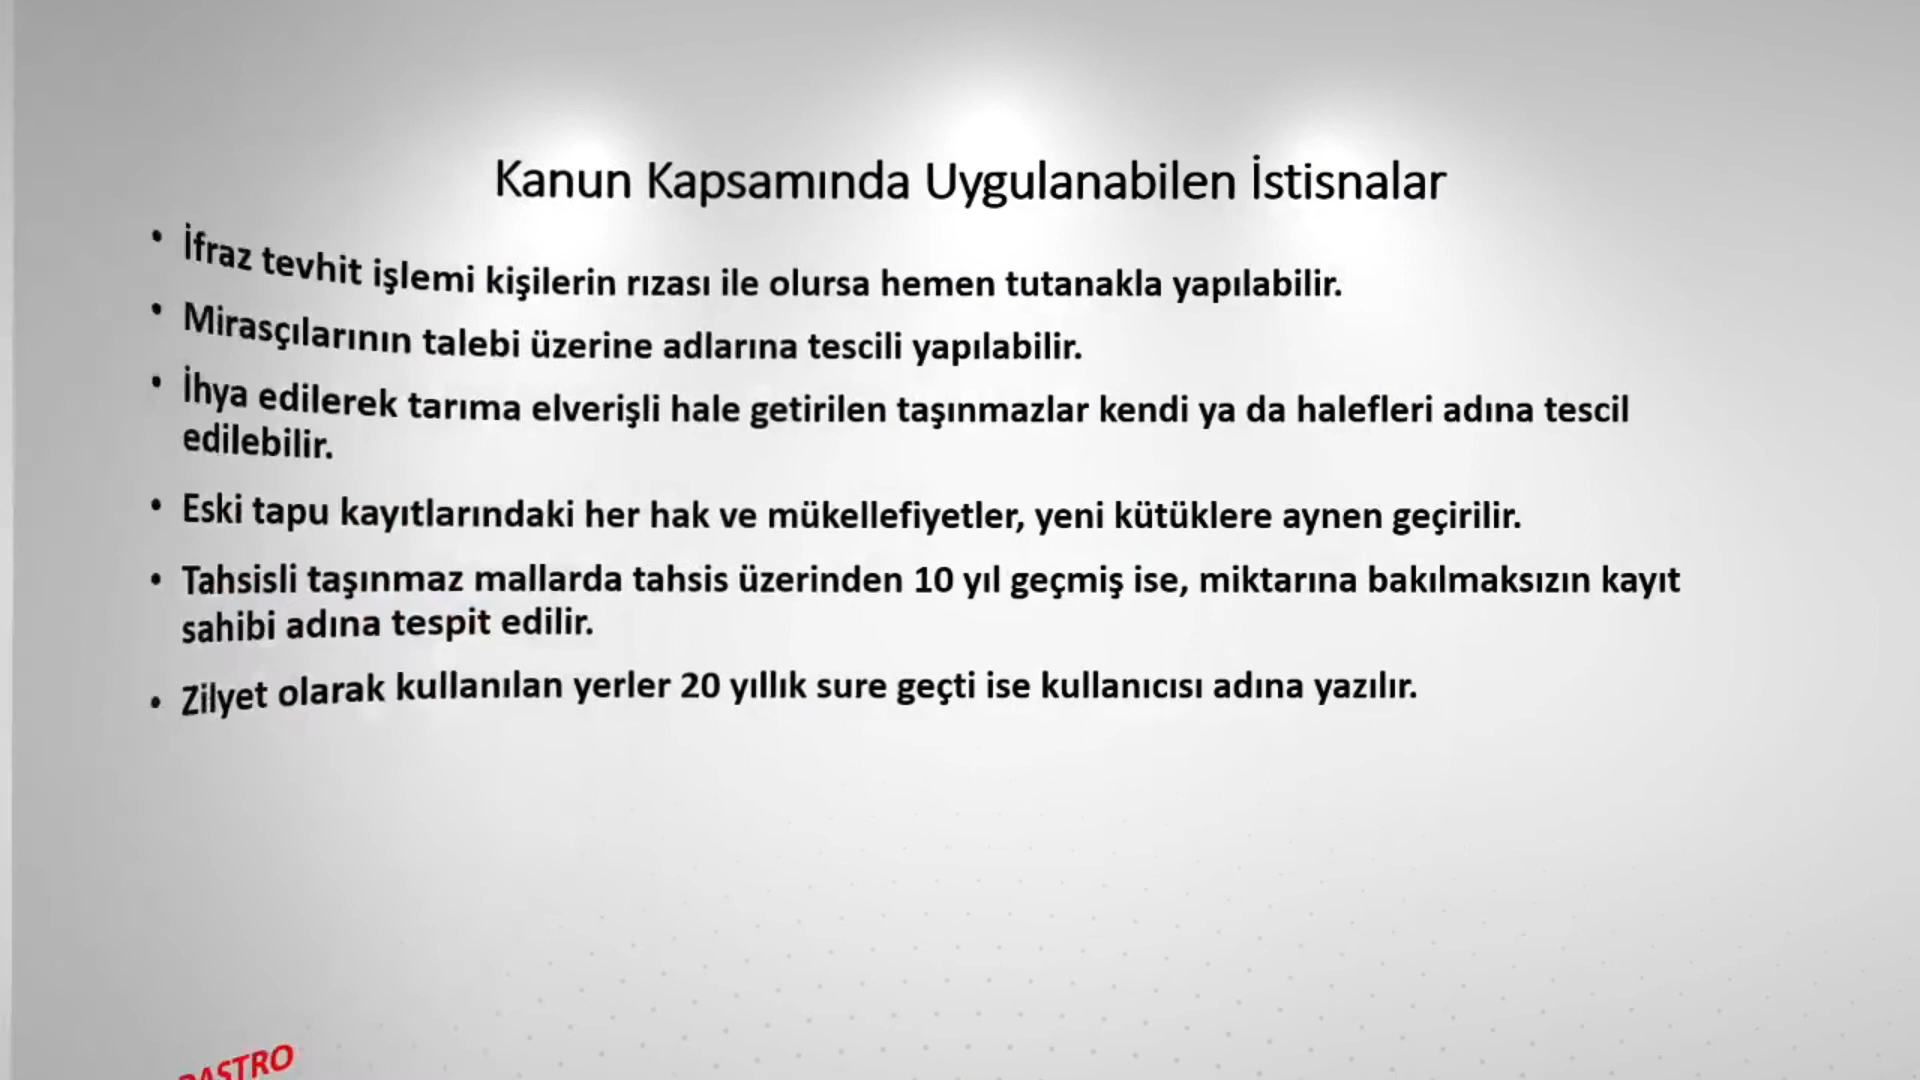 Kanun Kapsamında Uygulanabilen İstisnalar
• İfraz tevhit işlemi kişilerin rızası ile olursa hemen tutanakla yapılabilir.
• Mirasçılarının talebi üzerine adlarına tescili yapılabilir.
• İhya edilerek tarıma elverişli hale getirilen taşınmazlar kendi ya da halefleri adına tescil
edilebilir.
• Eski tapu kayıtlarındaki her hak ve mükellefiyetler, yeni kütüklere aynen geçirilir.
• Tahsisli taşınmaz mallarda tahsis üzerinden 10 yıl geçmiş ise, miktarına bakılmaksızın kayıt
sahibi adına tespit edilir.
• Zilyet olarak kullanılan yerler 20 yıllık sure geçti ise kullanıcısı adına yazılır.